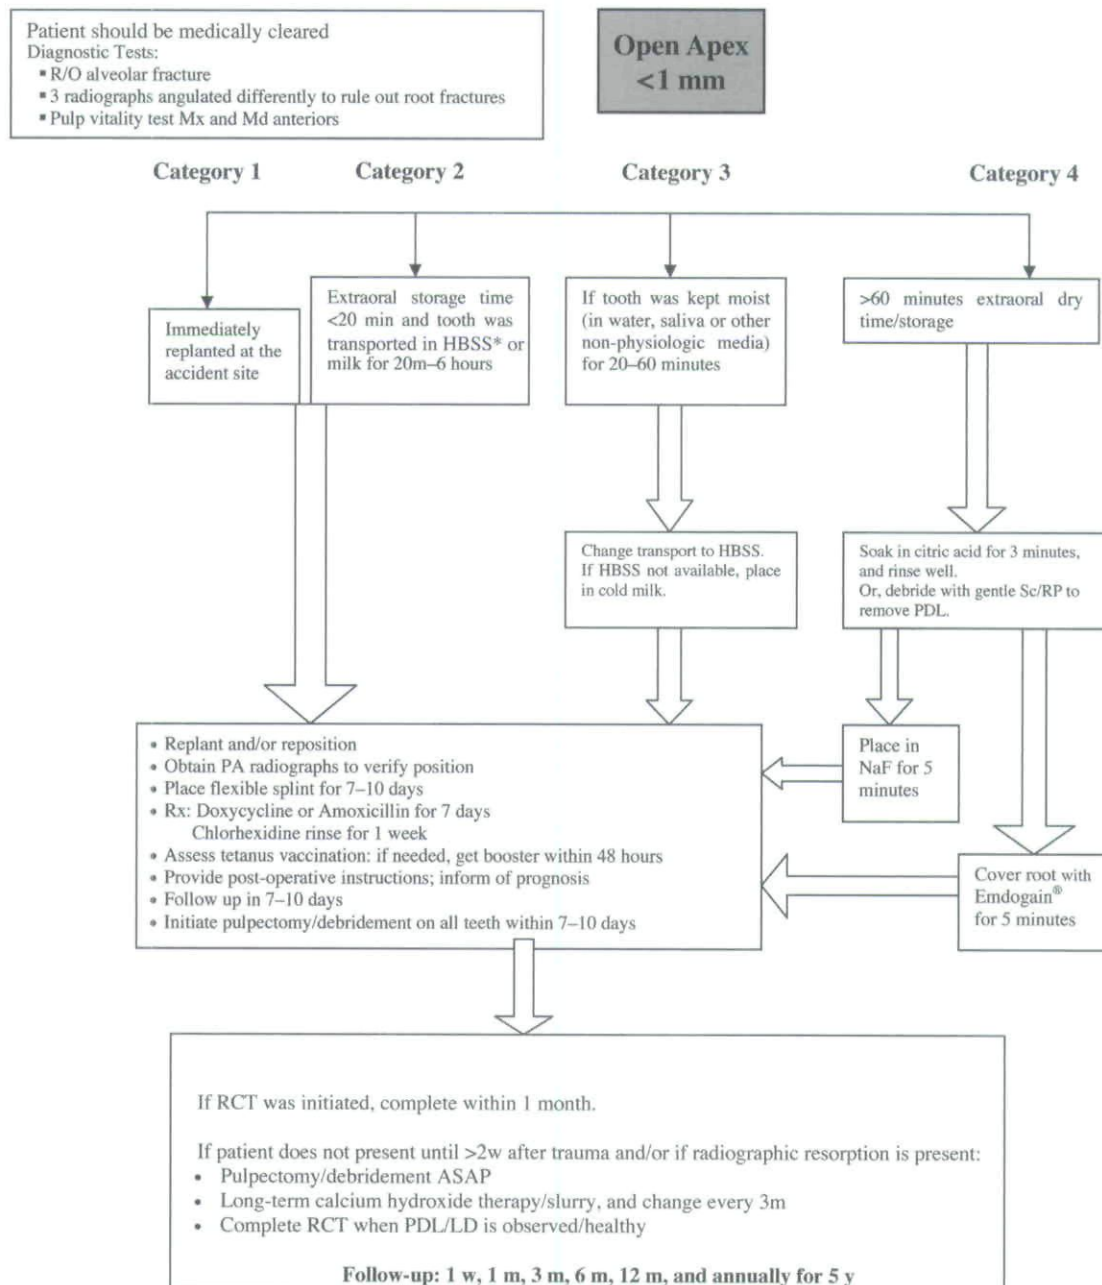 Patient should be medically cleared
Diagnostic Tests:
▪ R/O alveolar fracture
▪ 3 radiographs angulated differently to rule out root fractures
▪ Pulp vitality test Mx and Md anteriors
Open Apex
<1 mm
Category 1
Category 2
Category 3
Category 4
Immediately
replanted at the
accident site
Extraoral storage time
<20 min and tooth was
transported in HBSS* or
milk for 20m–6 hours
If tooth was kept moist
(in water, saliva or other
non-physiologic media)
for 20–60 minutes
>60 minutes extraoral dry
time/storage
Change transport to HBSS.
If HBSS not available, place
in cold milk.
Soak in citric acid for 3 minutes,
and rinse well.
Or, debride with gentle Sc/RP to
remove PDL.
• Replant and/or reposition
• Obtain PA radiographs to verify position
• Place flexible splint for 7–10 days
• Rx: Doxycycline or Amoxicillin for 7 days
Chlorhexidine rinse for 1 week
• Assess tetanus vaccination: if needed, get booster within 48 hours
• Provide post-operative instructions; inform of prognosis
• Follow up in 7–10 days
• Initiate pulpectomy/debridement on all teeth within 7–10 days
Place in
NaF for 5
minutes
Cover root with
Emdogain®
for 5 minutes
If RCT was initiated, complete within 1 month.
If patient does not present until >2w after trauma and/or if radiographic resorption is present:
• Pulpectomy/debridement ASAP
• Long-term calcium hydroxide therapy/slurry, and change every 3m
• Complete RCT when PDL/LD is observed/healthy
Follow-up: 1 w, 1 m, 3 m, 6 m, 12 m, and annually for 5 y